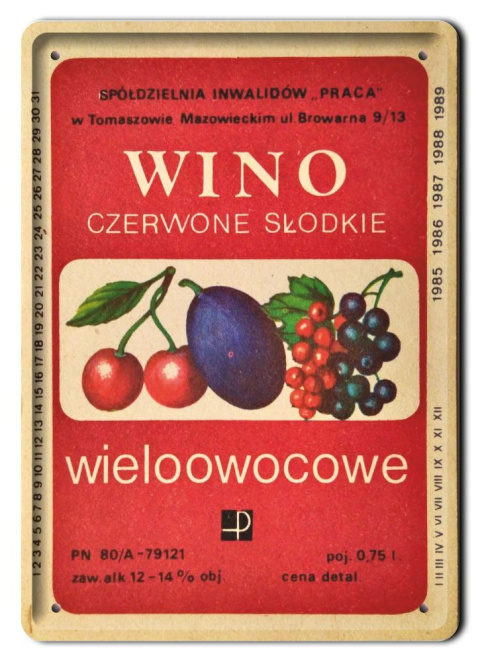 SPÓŁDZIELNIA INWALIDÓW „PRACA"
w Tomaszowie Mazowieckim ul. Browarna 9/13
WINO
CZERWONE SŁODKIE
wieloowocowe
P
PN 80/A-79121
poj. 0,75 l.
zaw. alk 12-14% obj.
cena detal.
1 2 3 4 5 6 7 8 9 10 11 12 13 14 15 16 17 18 19 20 21 22 23 24 25 26 27 28 29 30 31
I II III IV V VI VII VIII IX X XI XII
1985 1986 1987 1988 1989